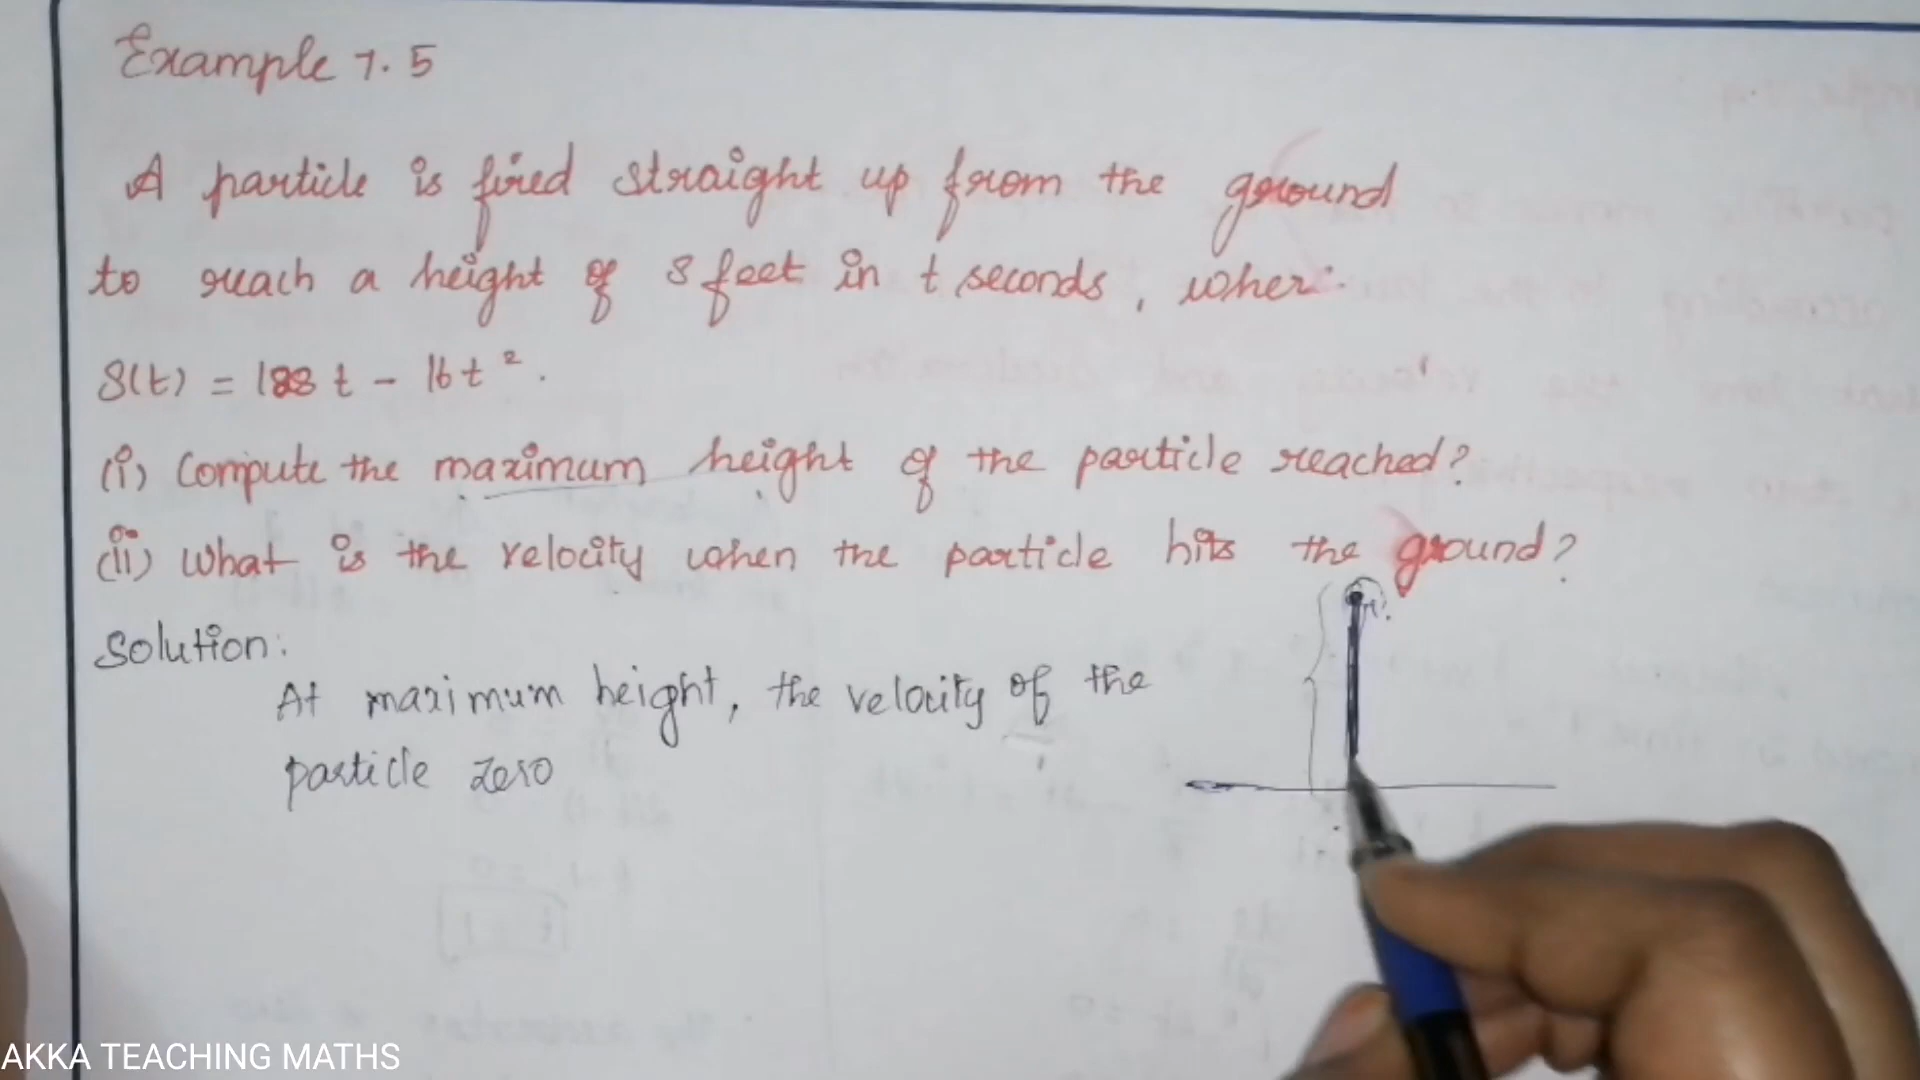 Example 7.5
A particle is fired straight up from the ground
to reach a height of s feet in t seconds, where
S(t) = 128 t - 16t².
(i) Compute the maximum height of the particle reached?
(ii) What is the velocity when the particle hits the ground?
Solution:
At maximum height, the velocity of the
particle zero
AKKA TEACHING MATHS